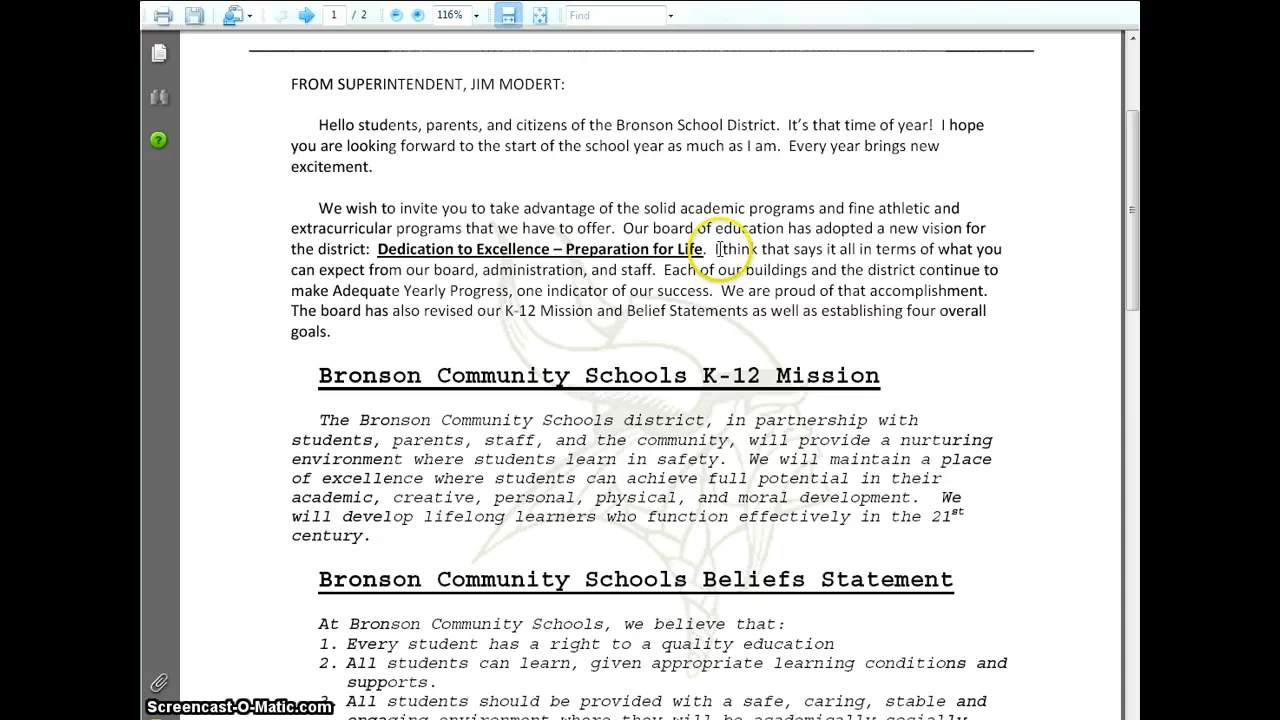 1 / 2 116% Find
FROM SUPERINTENDENT, JIM MODERT:
Hello students, parents, and citizens of the Bronson School District. It's that time of year! I hope
you are looking forward to the start of the school year as much as I am. Every year brings new
excitement.
We wish to invite you to take advantage of the solid academic programs and fine athletic and
extracurricular programs that we have to offer. Our board of education has adopted a new vision for
the district: Dedication to Excellence – Preparation for Life. I think that says it all in terms of what you
can expect from our board, administration, and staff. Each of our buildings and the district continue to
make Adequate Yearly Progress, one indicator of our success. We are proud of that accomplishment.
The board has also revised our K-12 Mission and Belief Statements as well as establishing four overall
goals.
Bronson Community Schools K-12 Mission
The Bronson Community Schools district, in partnership with
students, parents, staff, and the community, will provide a nurturing
environment where students learn in safety. We will maintain a place
of excellence where students can achieve full potential in their
academic, creative, personal, physical, and moral development. We
will develop lifelong learners who function effectively in the 21st
century.
Bronson Community Schools Beliefs Statement
At Bronson Community Schools, we believe that:
1. Every student has a right to a quality education
2. All students can learn, given appropriate learning conditions and
supports.
3. All students should be provided with a safe, caring, stable and
engaging environment where they will be academically socially
Screencast-O-Matic.com